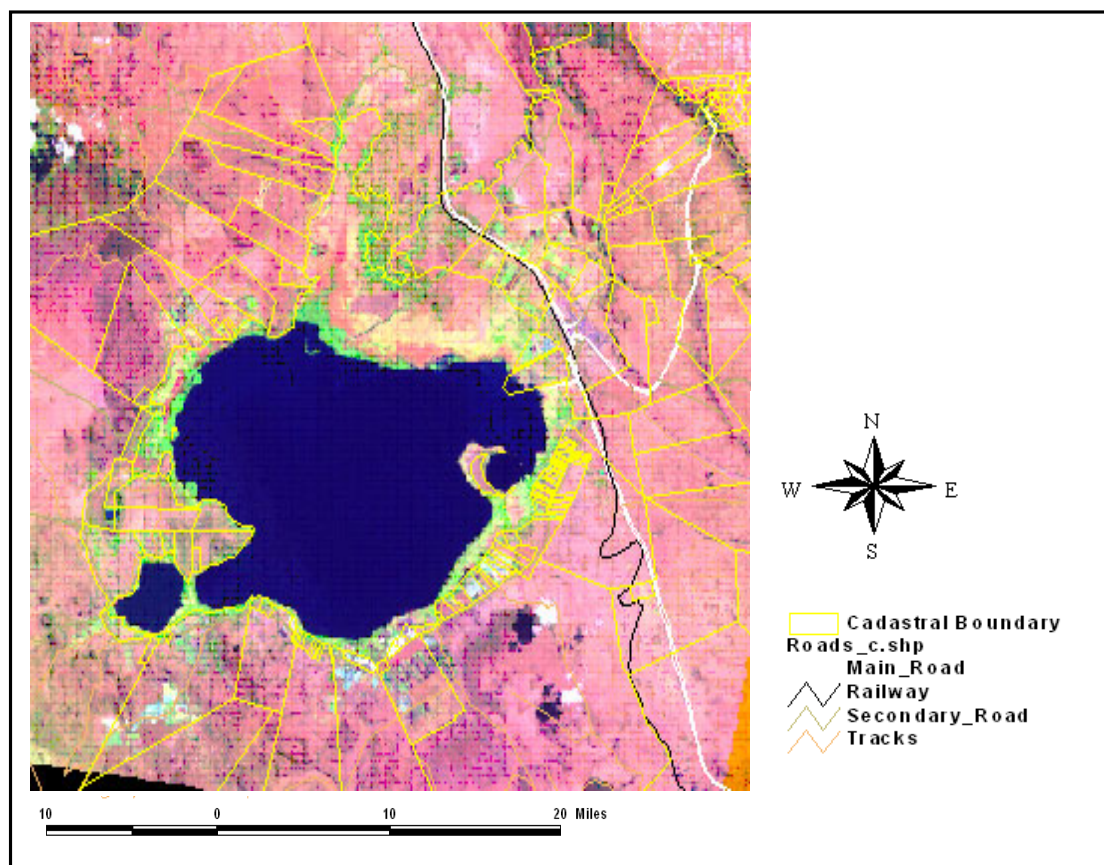 N
W E
S
Cadastral Boundary
Roads_c.shp
Main_Road
Railway
Secondary_Road
Tracks
10 0 10 20 Miles